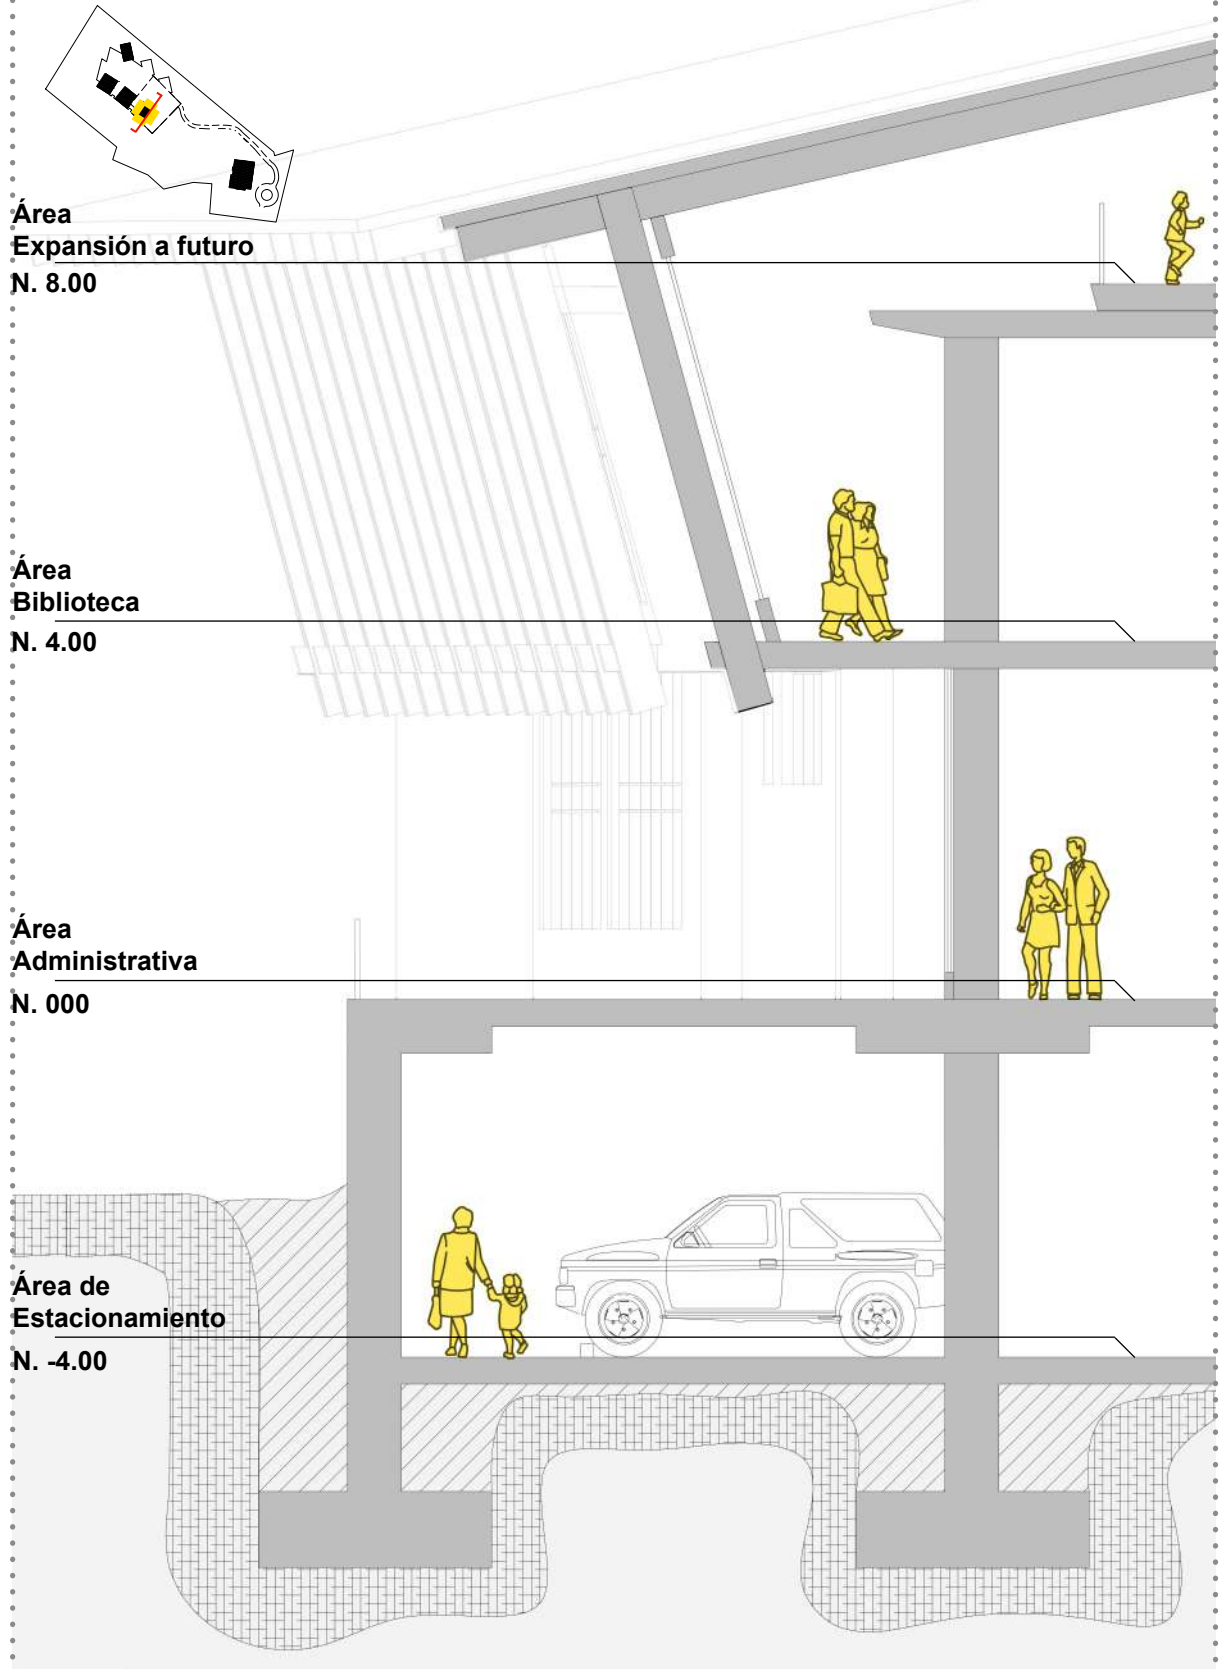 Área
Expansión a futuro
N. 8.00
Área
Biblioteca
N. 4.00
Área
Administrativa
N. 000
Área de
Estacionamiento
N. -4.00